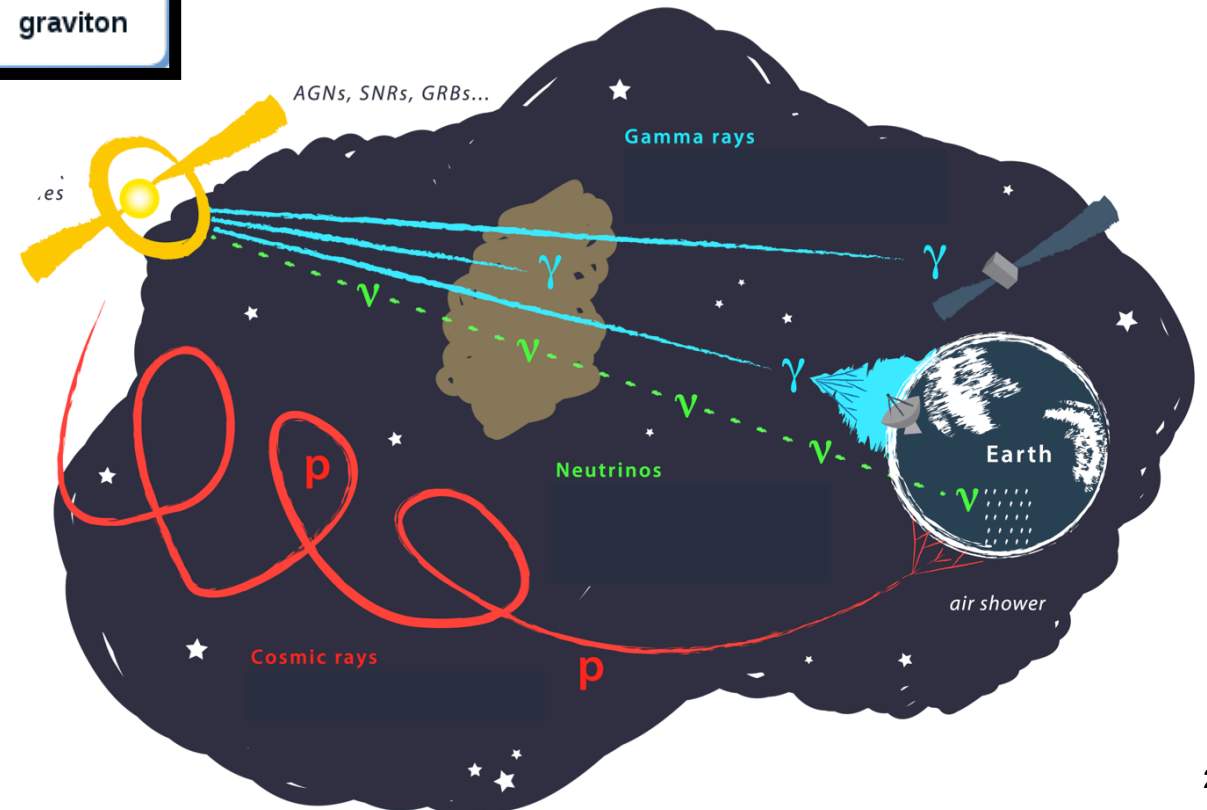 graviton
AGNs, SNRs, GRBs...
Gamma rays
γ
γ
ν
ν
γ
ν
ν
Earth
p
Neutrinos
ν
air shower
Cosmic rays
p